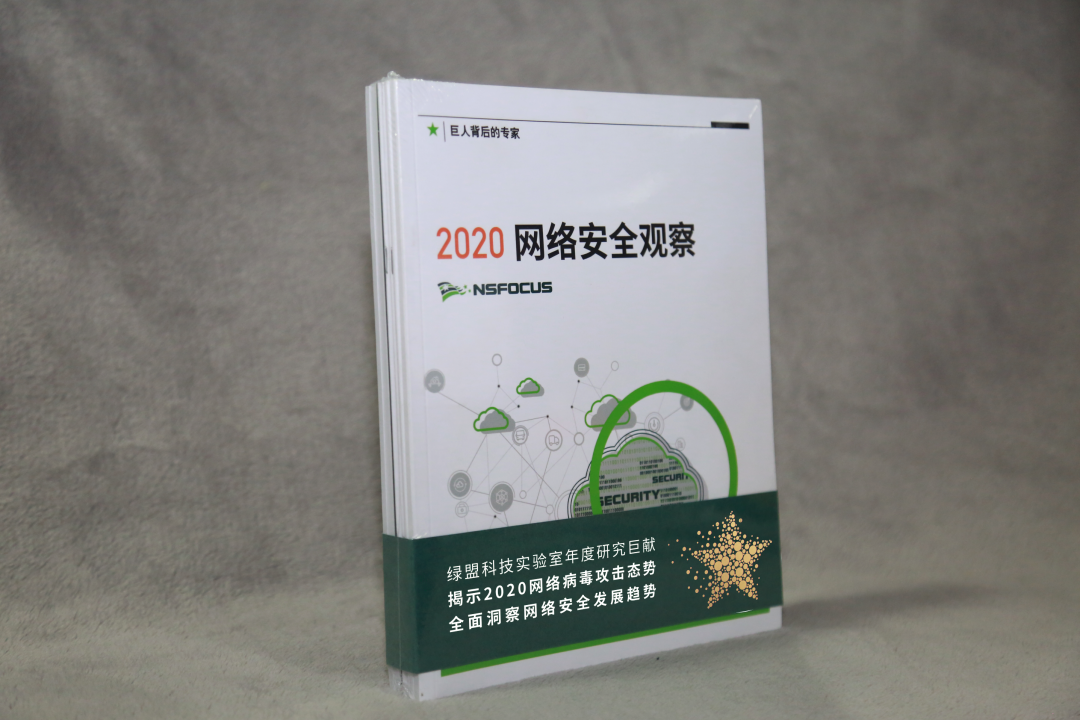 巨人背后的专家
2020 网络安全观察
NSFOCUS
SECURITY
SECURITY
绿盟科技实验室年度研究巨献
揭示2020网络病毒攻击态势
全面洞察网络安全发展趋势